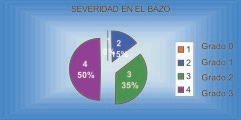 SEVERIDAD EN EL BAZO
2
15%
3
35%
4
50%
1 Grado 0
2 Grado 1
3 Grado 2
4 Grado 3